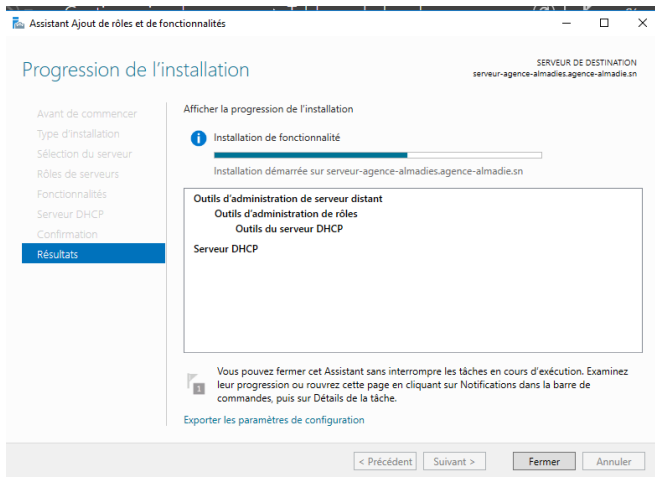 Assistant Ajout de rôles et de fonctionnalités
Progression de l'installation
SERVEUR DE DESTINATION
serveur-agence-almadies.agence-almadie.sn
Avant de commencer
Type d'installation
Sélection du serveur
Rôles de serveurs
Fonctionnalités
Serveur DHCP
Confirmation
Résultats
Afficher la progression de l'installation
Installation de fonctionnalité
Installation démarrée sur serveur-agence-almadies.agence-almadie.sn
Outils d'administration de serveur distant
Outils d'administration de rôles
Outils du serveur DHCP
Serveur DHCP
1
Vous pouvez fermer cet Assistant sans interrompre les tâches en cours d'exécution. Examinez
leur progression ou rouvrez cette page en cliquant sur Notifications dans la barre de
commandes, puis sur Détails de la tâche.
Exporter les paramètres de configuration
< Précédent
Suivant >
Fermer
Annuler